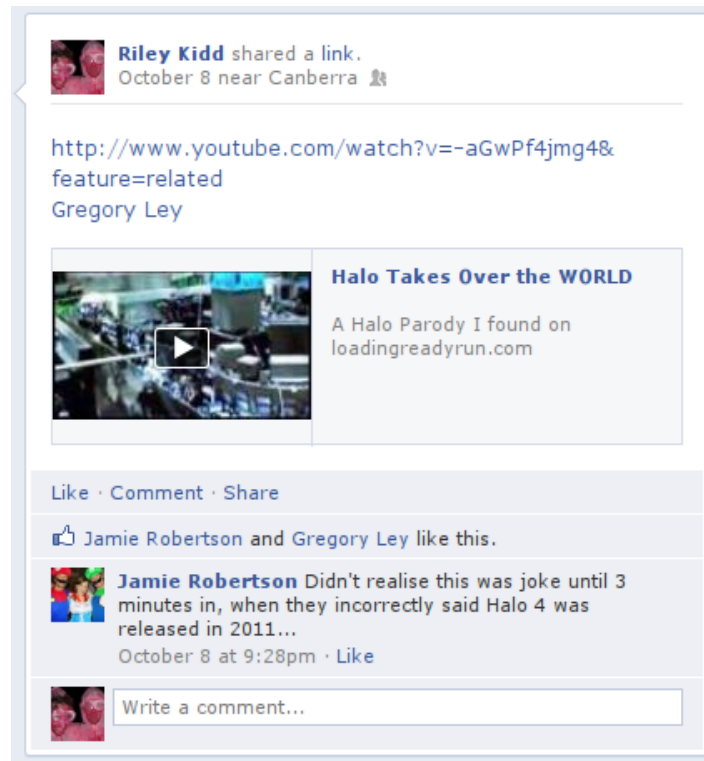 Riley Kidd shared a link.
October 8 near Canberra
http://www.youtube.com/watch?v=-aGwPf4jmg4&
feature=related
Gregory Ley
Halo Takes Over the WORLD
A Halo Parody I found on
loadingreadyrun.com
Like · Comment · Share
Jamie Robertson and Gregory Ley like this.
Jamie Robertson Didn't realise this was joke until 3
minutes in, when they incorrectly said Halo 4 was
released in 2011...
October 8 at 9:28pm · Like
Write a comment...